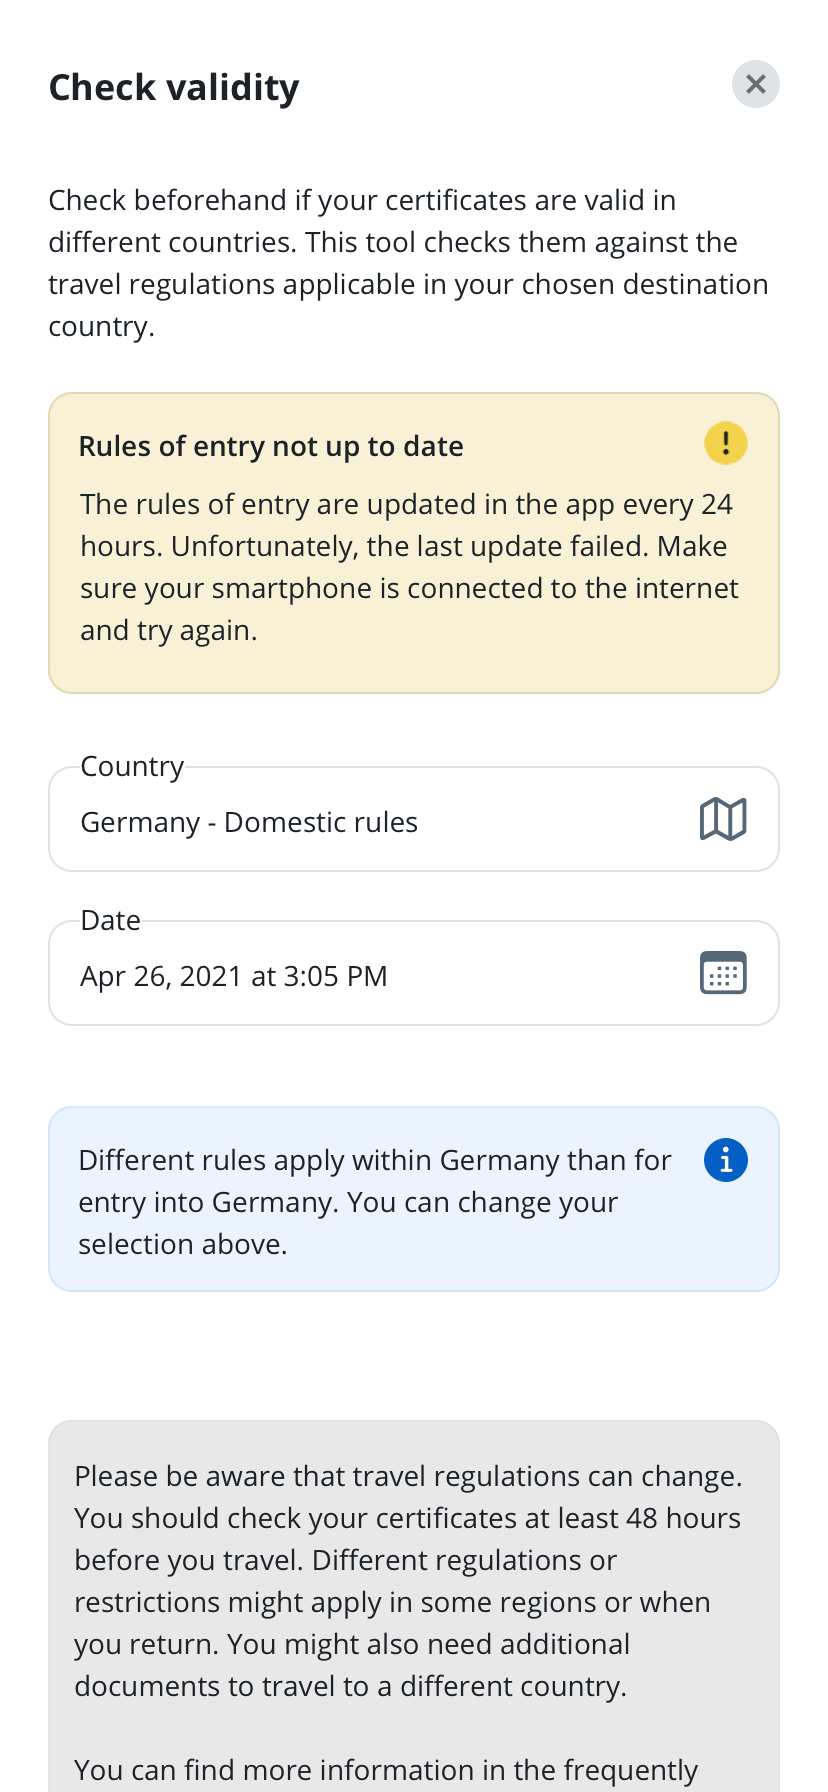 Check validity
Check beforehand if your certificates are valid in
different countries. This tool checks them against the
travel regulations applicable in your chosen destination
country.
Rules of entry not up to date
The rules of entry are updated in the app every 24
hours. Unfortunately, the last update failed. Make
sure your smartphone is connected to the internet
and try again.
Country
Germany - Domestic rules
Date
Apr 26, 2021 at 3:05 PM
Different rules apply within Germany than for
entry into Germany. You can change your
selection above.
Please be aware that travel regulations can change.
You should check your certificates at least 48 hours
before you travel. Different regulations or
restrictions might apply in some regions or when
you return. You might also need additional
documents to travel to a different country.
You can find more information in the frequently